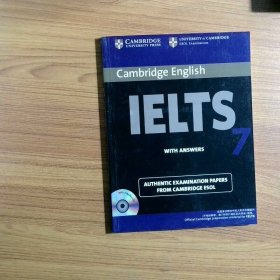 CAMBRIDGE
UNIVERSITY PRESS
UNIVERSITY of CAMBRIDGE
ESOL Examinations
Cambridge English
IELTS
7
WITH ANSWERS
AUTHENTIC EXAMINATION PAPERS
FROM CAMBRIDGE ESOL